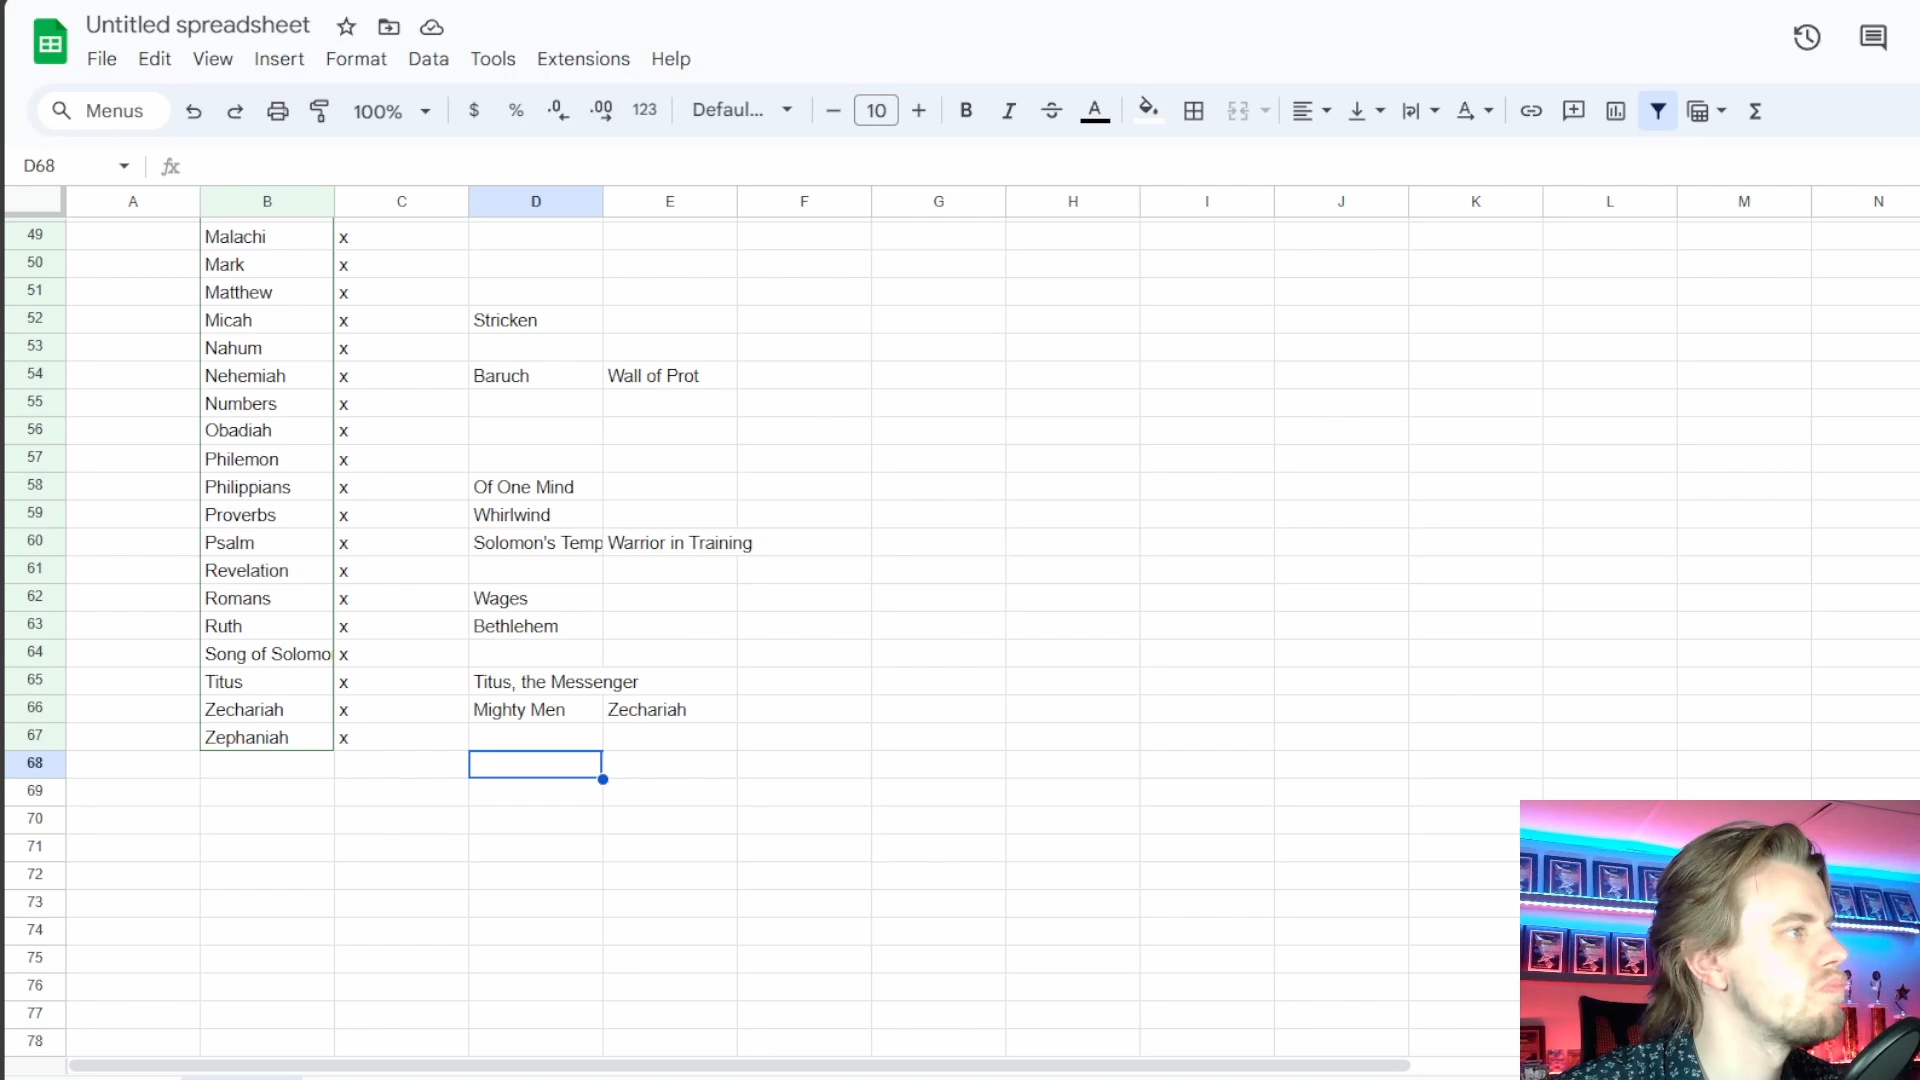 Untitled spreadsheet
File Edit View Insert Format Data Tools Extensions Help
Menus 100% $ % .0 .00 123 Defaul... 10 B I A
D68 fx
A B C D E F G H I J K L M N
49 Malachi x
50 Mark x
51 Matthew x
52 Micah x Stricken
53 Nahum x
54 Nehemiah x Baruch Wall of Prot
55 Numbers x
56 Obadiah x
57 Philemon x
58 Philippians x Of One Mind
59 Proverbs x Whirlwind
60 Psalm x Solomon's Temp Warrior in Training
61 Revelation x
62 Romans x Wages
63 Ruth x Bethlehem
64 Song of Solomo x
65 Titus x Titus, the Messenger
66 Zechariah x Mighty Men Zechariah
67 Zephaniah x
68
69
70
71
72
73
74
75
76
77
78